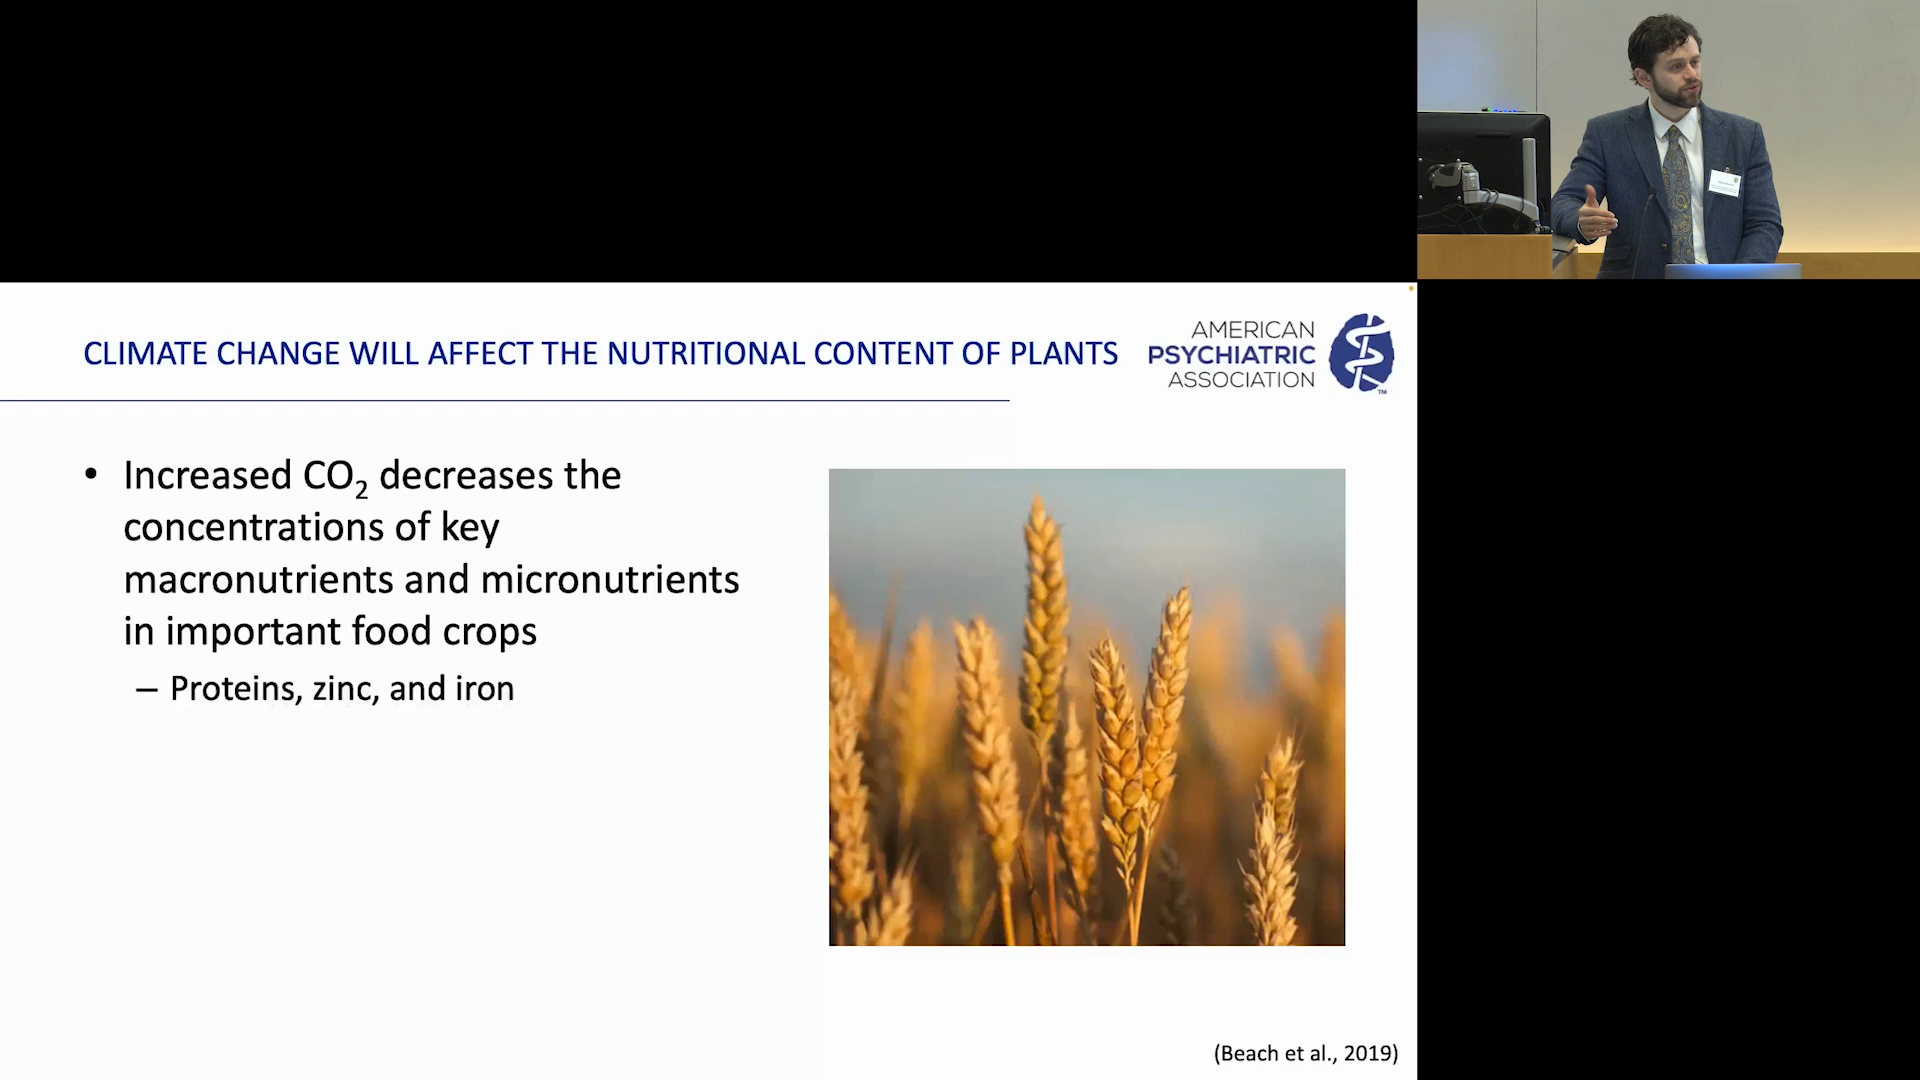 CLIMATE CHANGE WILL AFFECT THE NUTRITIONAL CONTENT OF PLANTS
AMERICAN
PSYCHIATRIC
ASSOCIATION
TM
• Increased CO₂ decreases the
concentrations of key
macronutrients and micronutrients
in important food crops
– Proteins, zinc, and iron
(Beach et al., 2019)